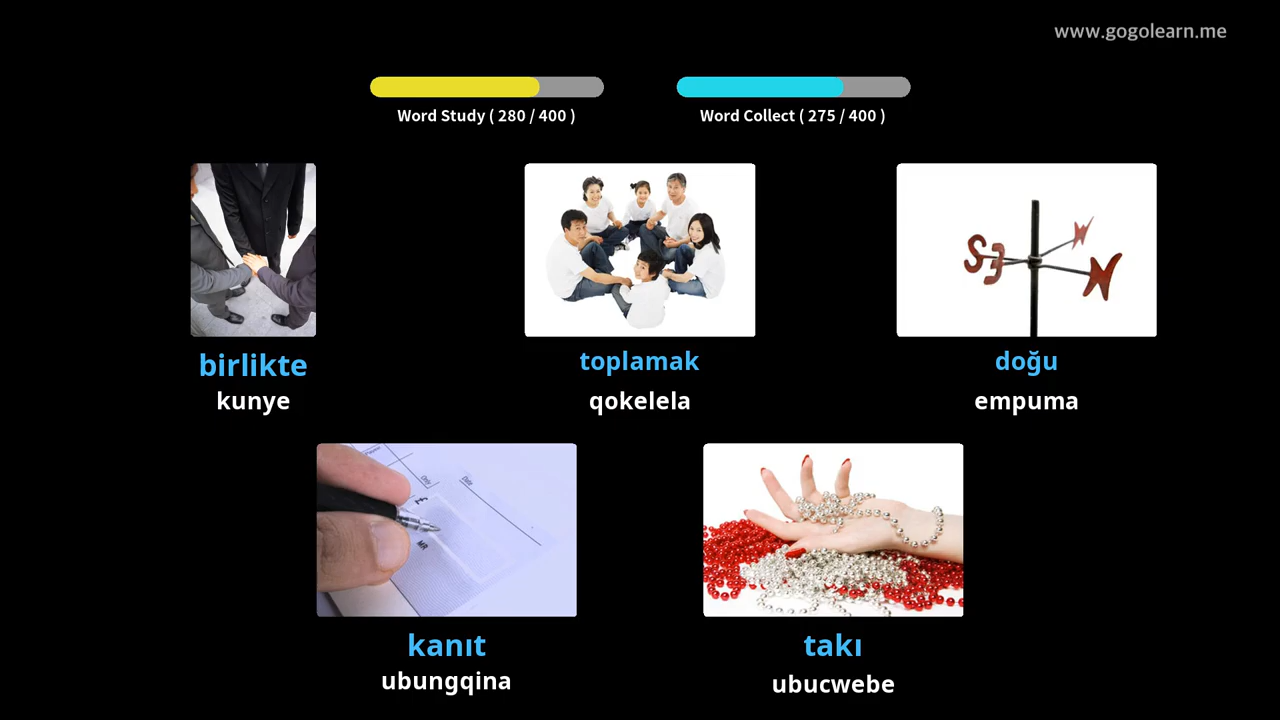 www.gogolearn.me
Word Study ( 280 / 400 )
Word Collect ( 275 / 400 )
birlikte
kunye
toplamak
qokelela
doğu
empuma
S
E
N
kanıt
ubungqina
takı
ubucwebe